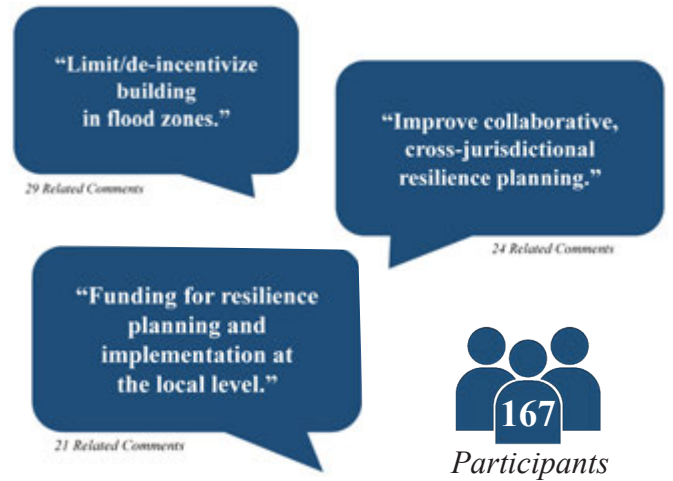 “Limit/de-incentivize
building
in flood zones.”
29 Related Comments
“Improve collaborative,
cross-jurisdictional
resilience planning.”
24 Related Comments
“Funding for resilience
planning and
implementation at
the local level.”
21 Related Comments
167
Participants